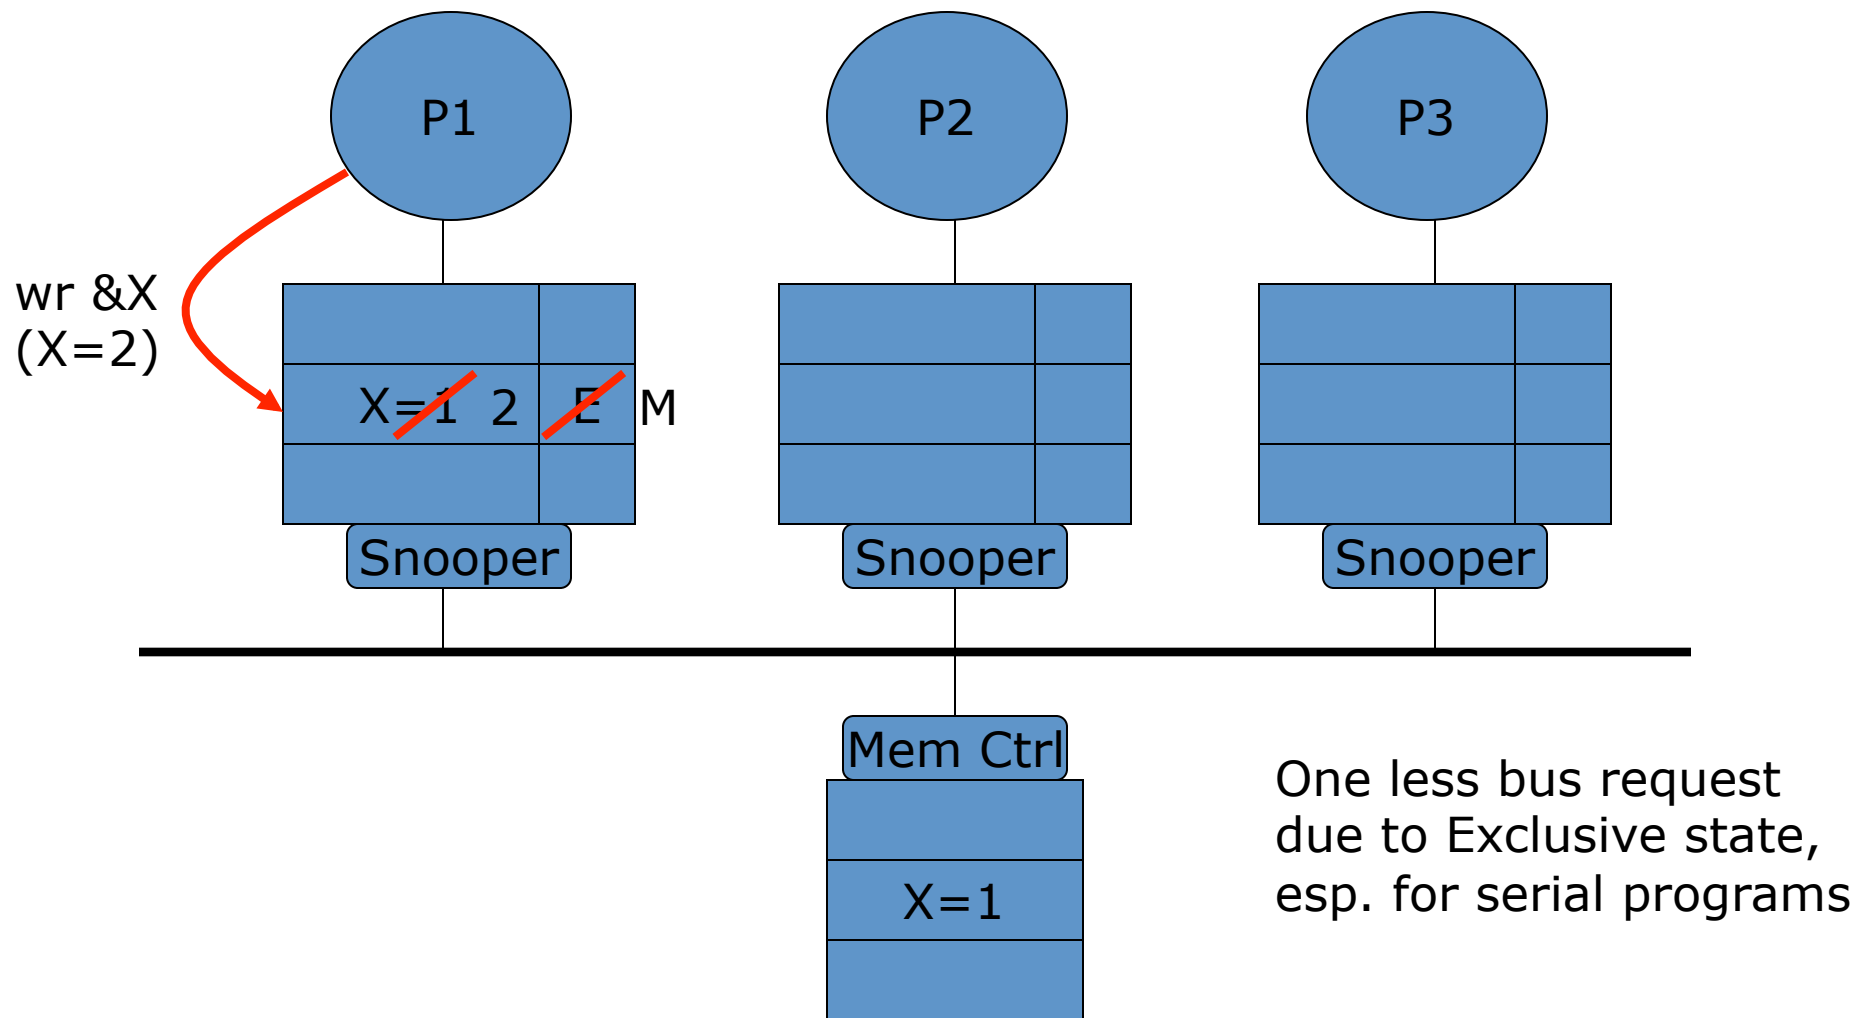 P1
P2
P3
wr &X
(X=2)
X=1 2 E M
Snooper
Snooper
Snooper
Mem Ctrl
X=1
One less bus request
due to Exclusive state,
esp. for serial programs